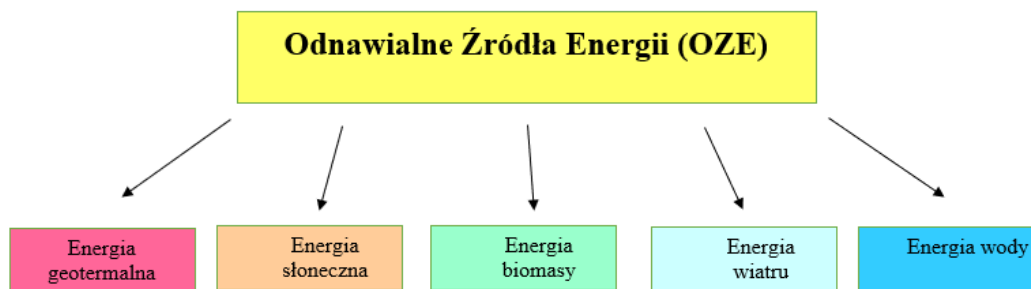 Odnawialne Źródła Energii (OZE)
Energia
geotermalna
Energia
słoneczna
Energia
biomasy
Energia
wiatru
Energia wody